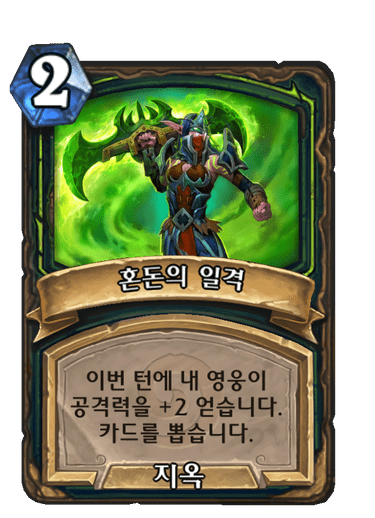 2
혼돈의 일격
이번 턴에 내 영웅이
공격력을 +2 얻습니다.
카드를 뽑습니다.
지옥